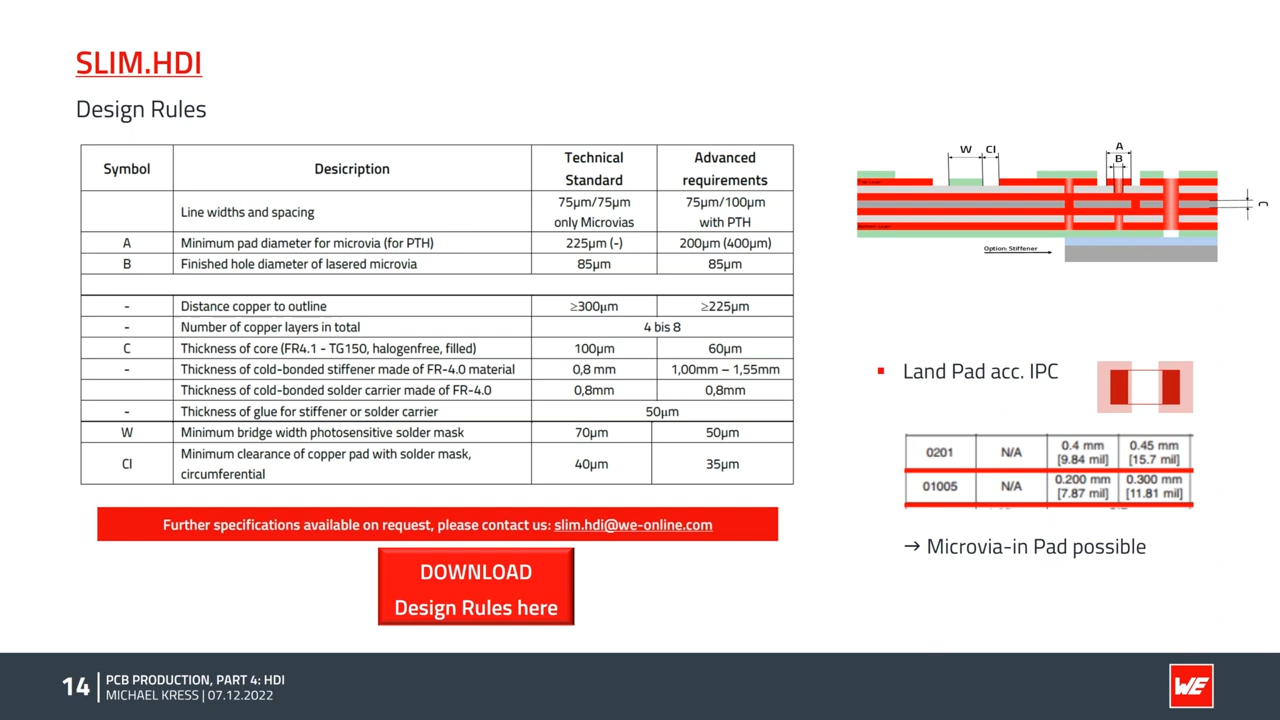 SLIM.HDI
Design Rules
Symbol Desicription Technical Standard Advanced requirements
Line widths and spacing 75µm/75µm only Microvias 75µm/100µm with PTH
A Minimum pad diameter for microvia (for PTH) 225µm (-) 200µm (400µm)
B Finished hole diameter of lasered microvia 85µm 85µm
- Distance copper to outline ≥300µm ≥225µm
- Number of copper layers in total 4 bis 8
C Thickness of core (FR4.1 - TG150, halogenfree, filled) 100µm 60µm
- Thickness of cold-bonded stiffener made of FR-4.0 material 0,8 mm 1,00mm – 1,55mm
Thickness of cold-bonded solder carrier made of FR-4.0 0,8mm 0,8mm
- Thickness of glue for stiffener or solder carrier 50µm
W Minimum bridge width photosensitive solder mask 70µm 50µm
CI Minimum clearance of copper pad with solder mask, circumferential 40µm 35µm
Further specifications available on request, please contact us: slim.hdi@we-online.com
DOWNLOAD
Design Rules here
W CI A
B
C
Option: Stiffener
▪ Land Pad acc. IPC
0201 N/A 0.4 mm [9.84 mil] 0.45 mm [15.7 mil]
01005 N/A 0.200 mm [7.87 mil] 0.300 mm [11.81 mil]
→ Microvia-in Pad possible
14 PCB PRODUCTION, PART 4: HDI
MICHAEL KRESS | 07.12.2022
WE